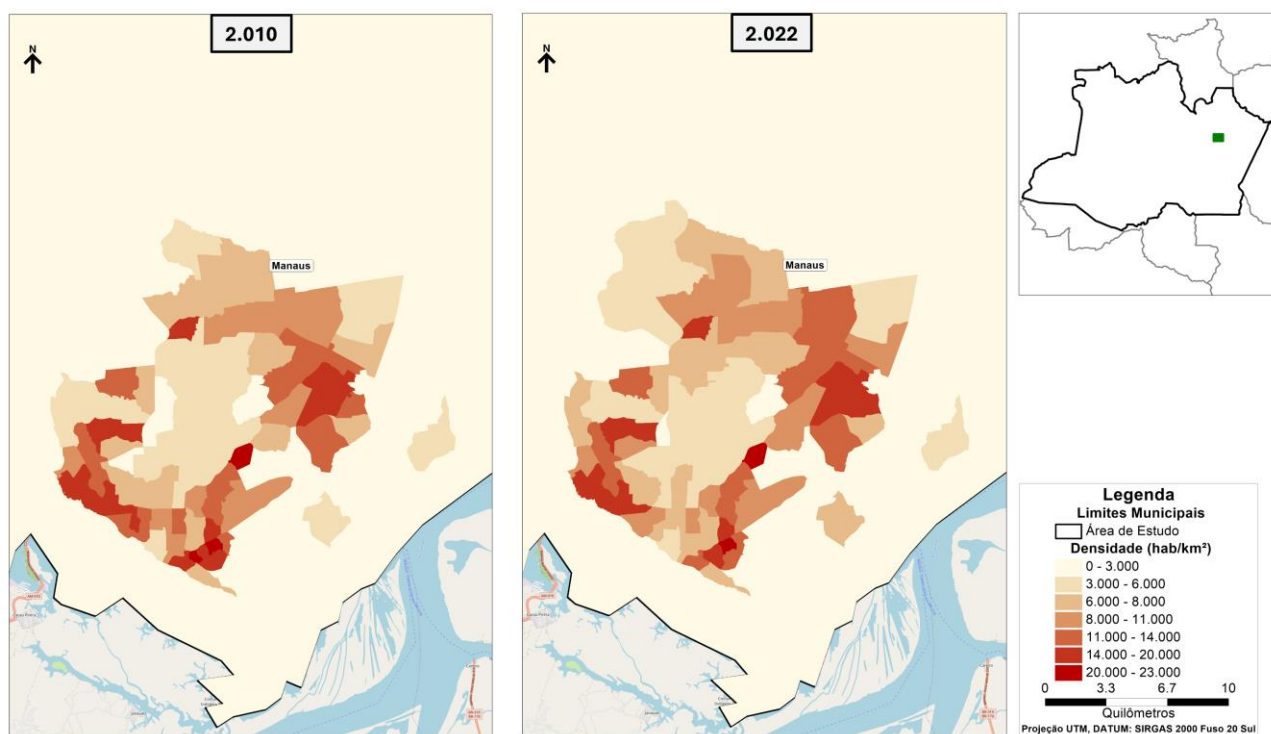 2.010
N
Manaus
2.022
N
Manaus
Legenda
Limites Municipais
Área de Estudo
Densidade (hab/km²)
0 - 3.000
3.000 - 6.000
6.000 - 8.000
8.000 - 11.000
11.000 - 14.000
14.000 - 20.000
20.000 - 23.000
0 3.3 6.7 10
Quilômetros
Projeção UTM, DATUM: SIRGAS 2000 Fuso 20 Sul